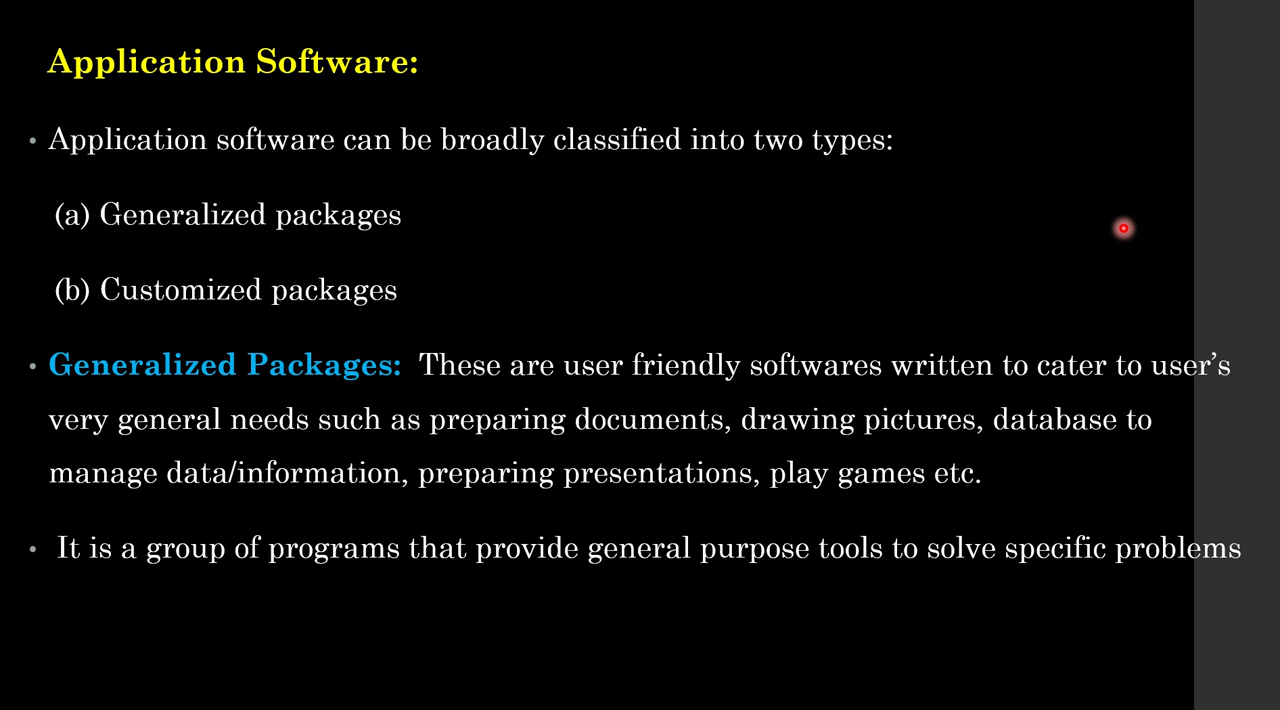 Application Software:
• Application software can be broadly classified into two types:
(a) Generalized packages
(b) Customized packages
• Generalized Packages: These are user friendly softwares written to cater to user’s
very general needs such as preparing documents, drawing pictures, database to
manage data/information, preparing presentations, play games etc.
• It is a group of programs that provide general purpose tools to solve specific problems